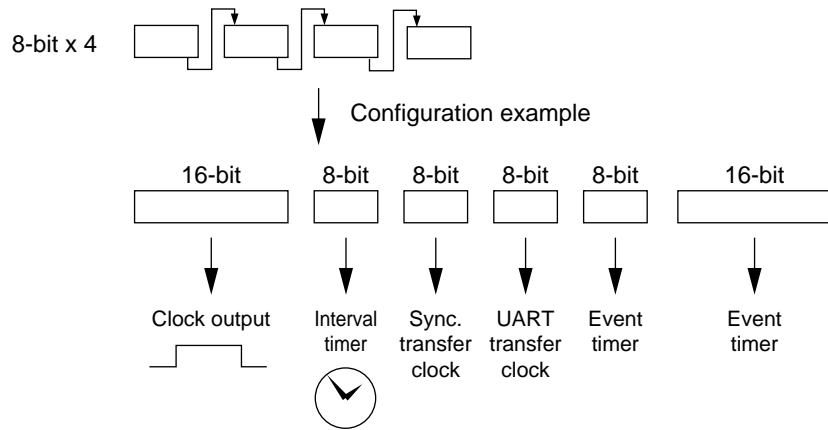 8-bit x 4
Configuration example
16-bit 8-bit 8-bit 8-bit 8-bit 16-bit
Clock output
Interval
timer
Sync.
transfer
clock
UART
transfer
clock
Event
timer
Event
timer